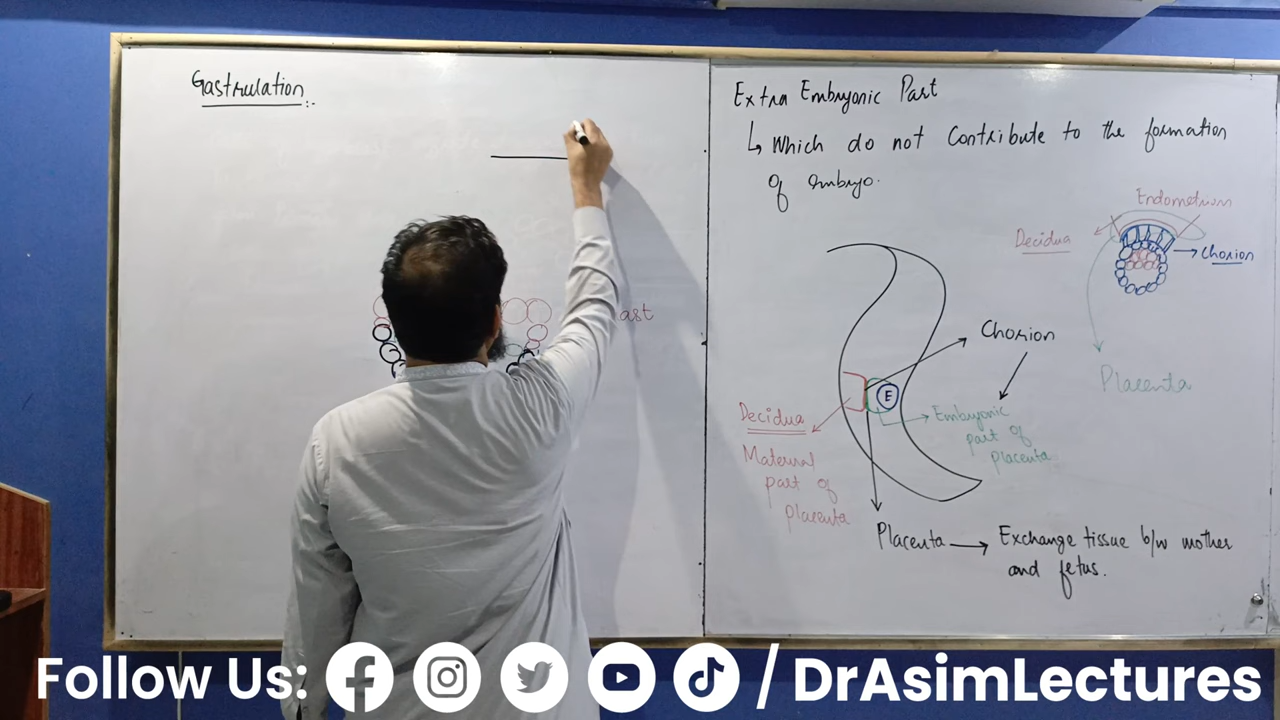 Gastrulation
ast
Extra Embryonic Part
↳ Which do not contribute to the formation
of embryo.
Endometrium
Decidua
Chorion
Placenta
Chorion
E
Embryonic
part of
placenta
Decidua
Maternal
part of
placenta
Placenta → Exchange tissue b/w mother
and fetus.
Follow Us: / DrAsimLectures